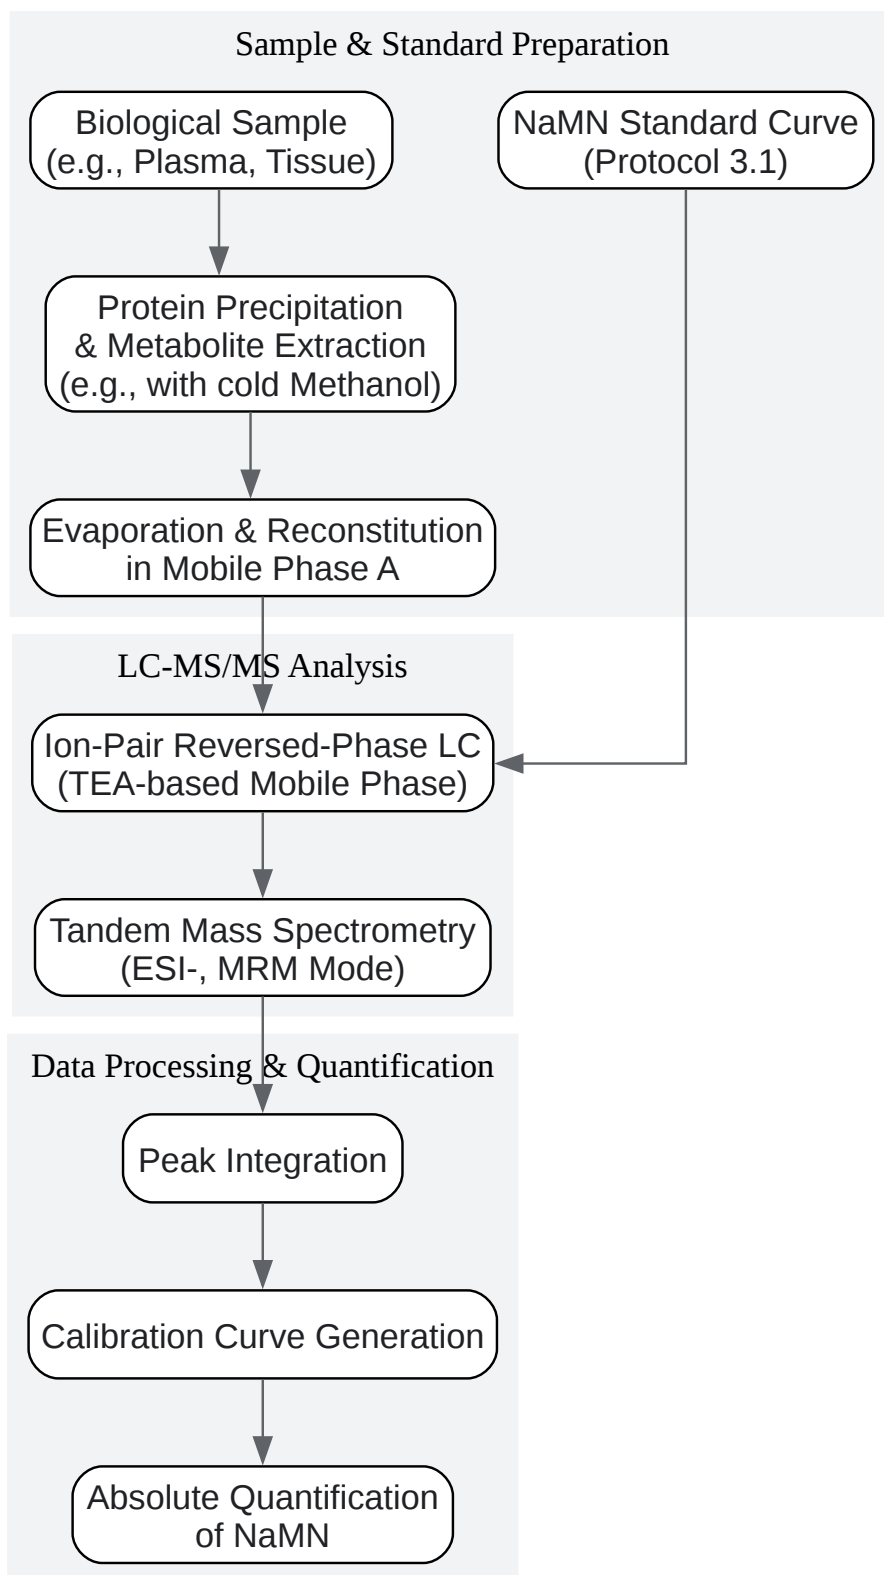 Sample & Standard Preparation
Biological Sample
(e.g., Plasma, Tissue)
NaMN Standard Curve
(Protocol 3.1)
Protein Precipitation
& Metabolite Extraction
(e.g., with cold Methanol)
Evaporation & Reconstitution
in Mobile Phase A
LC-MS/MS Analysis
Ion-Pair Reversed-Phase LC
(TEA-based Mobile Phase)
Tandem Mass Spectrometry
(ESI-, MRM Mode)
Data Processing & Quantification
Peak Integration
Calibration Curve Generation
Absolute Quantification
of NaMN